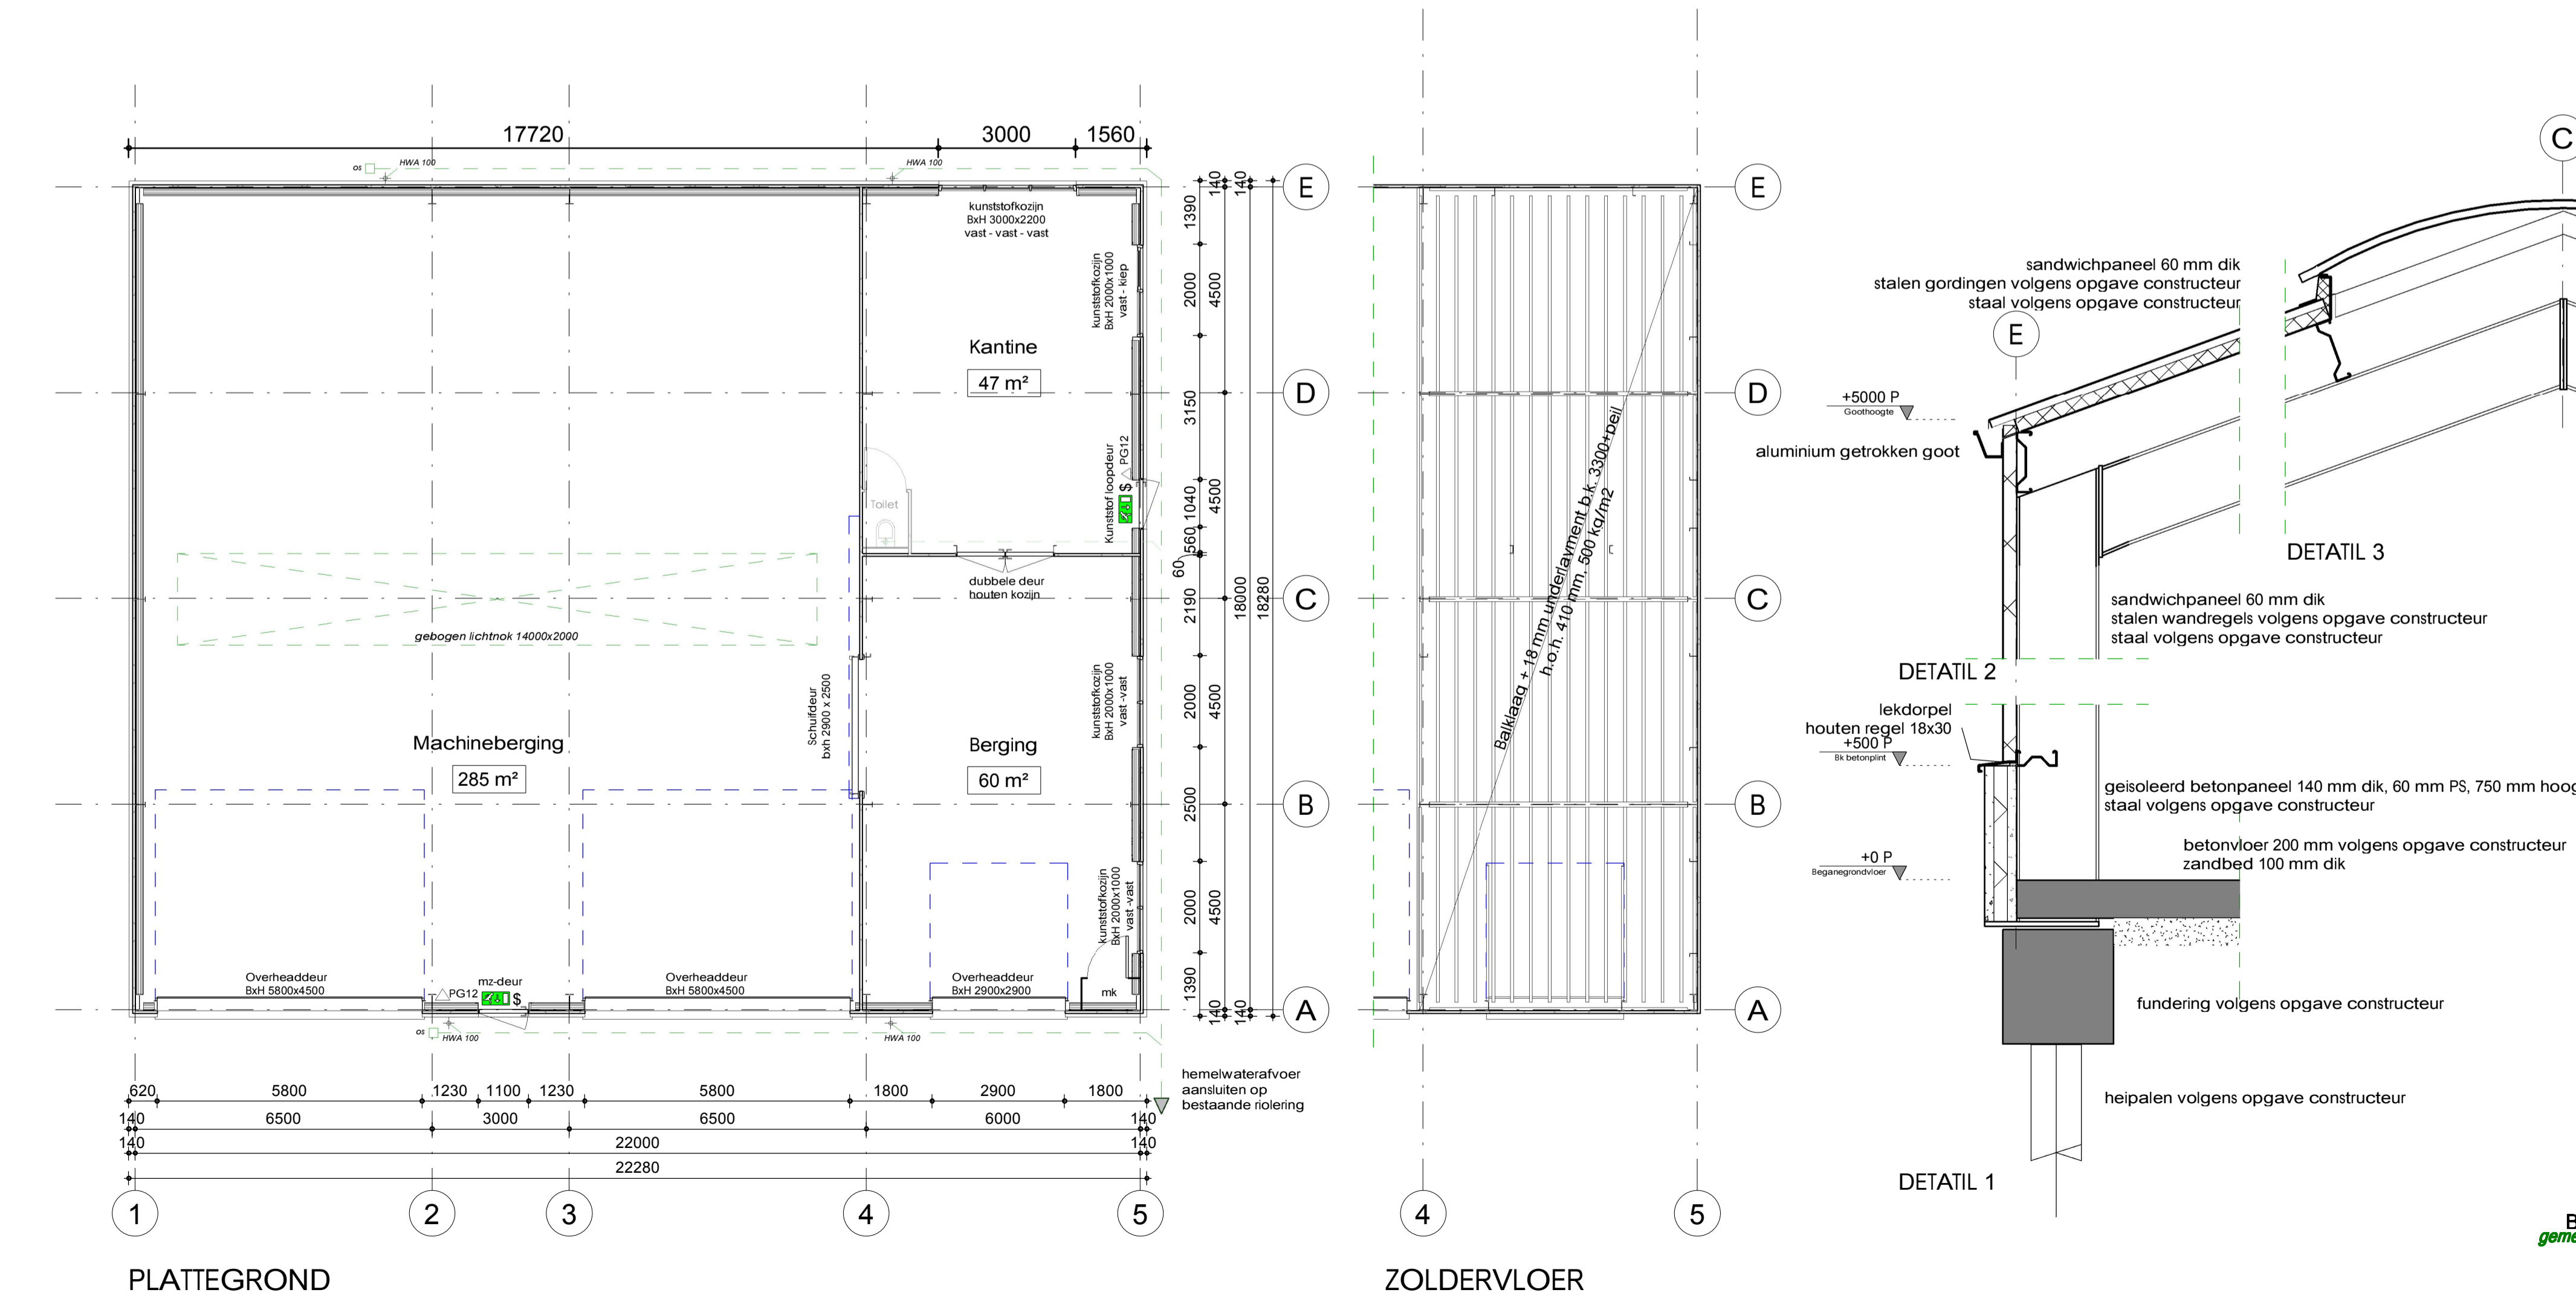 17720
3000
1560
os
HWA 100
HWA 100
kunststofkozijn
BxH 3000x2200
vast - vast - vast
kunststofkozijn
BxH 2000x1000
vast - kiep
Kantine
47 m²
Kunststof loopdeur
PG12
$
Toilet
dubbele deur
houten kozijn
gebogen lichtnok 14000x2000
Schuifdeur
bxh 2900 x 2500
kunststofkozijn
BxH 2000x1000
vast -vast
Machineberging
285 m²
Berging
60 m²
kunststofkozijn
BxH 2000x1000
vast -vast
Overheaddeur
BxH 5800x4500
mz-deur
PG12
$
Overheaddeur
BxH 5800x4500
Overheaddeur
BxH 2900x2900
mk
os
HWA 100
HWA 100
140
140
1390
2000
4500
3150
1040
4500
560
60
2190
18000
18280
2000
4500
2500
2000
4500
1390
140
140
E
D
C
B
A
hemelwaterafvoer
aansluiten op
bestaande riolering
620
5800
1230
1100
1230
5800
1800
2900
1800
140
6500
3000
6500
6000
140
140
22000
140
22280
1
2
3
4
5
PLATTEGROND
Balklaag + 18 mm underlayment b.k. 3300+peil
h.o.h. 410 mm. 500 kg/m2
E
D
C
B
A
4
5
ZOLDERVLOER
C
sandwichpaneel 60 mm dik
stalen gordingen volgens opgave constructeur
staal volgens opgave constructeur
E
+5000 P
Goothoogte
aluminium getrokken goot
DETATIL 3
sandwichpaneel 60 mm dik
stalen wandregels volgens opgave constructeur
staal volgens opgave constructeur
DETATIL 2
lekdorpel
houten regel 18x30
+500 P
Bk betonplint
geisoleerd betonpaneel 140 mm dik, 60 mm PS, 750 mm hoog
staal volgens opgave constructeur
betonvloer 200 mm volgens opgave constructeur
zandbed 100 mm dik
+0 P
Beganegrondvloer
fundering volgens opgave constructeur
heipalen volgens opgave constructeur
DETATIL 1